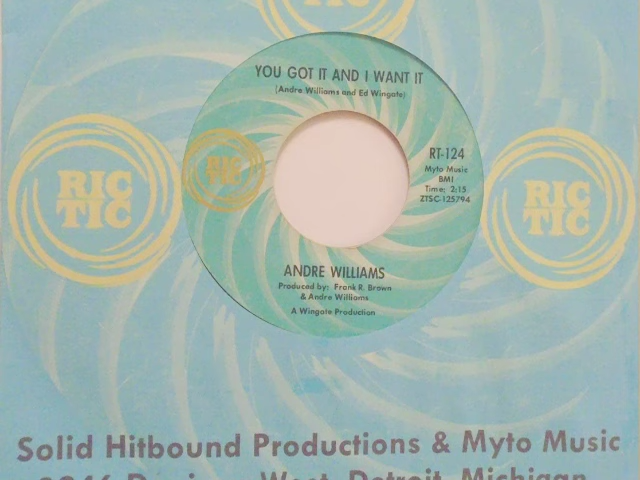 YOU GOT IT AND I WANT IT
(Andre Williams and Ed Wingate)
RIC
TIC
RIC
TIC
RIC
TIC
RT-124
Myto Music
BMI
Time: 2:15
ZTSC-125794
ANDRE WILLIAMS
Produced by: Frank R. Brown
& Andre Williams
A Wingate Production
Solid Hitbound Productions & Myto Music
West, Detroit, Michigan